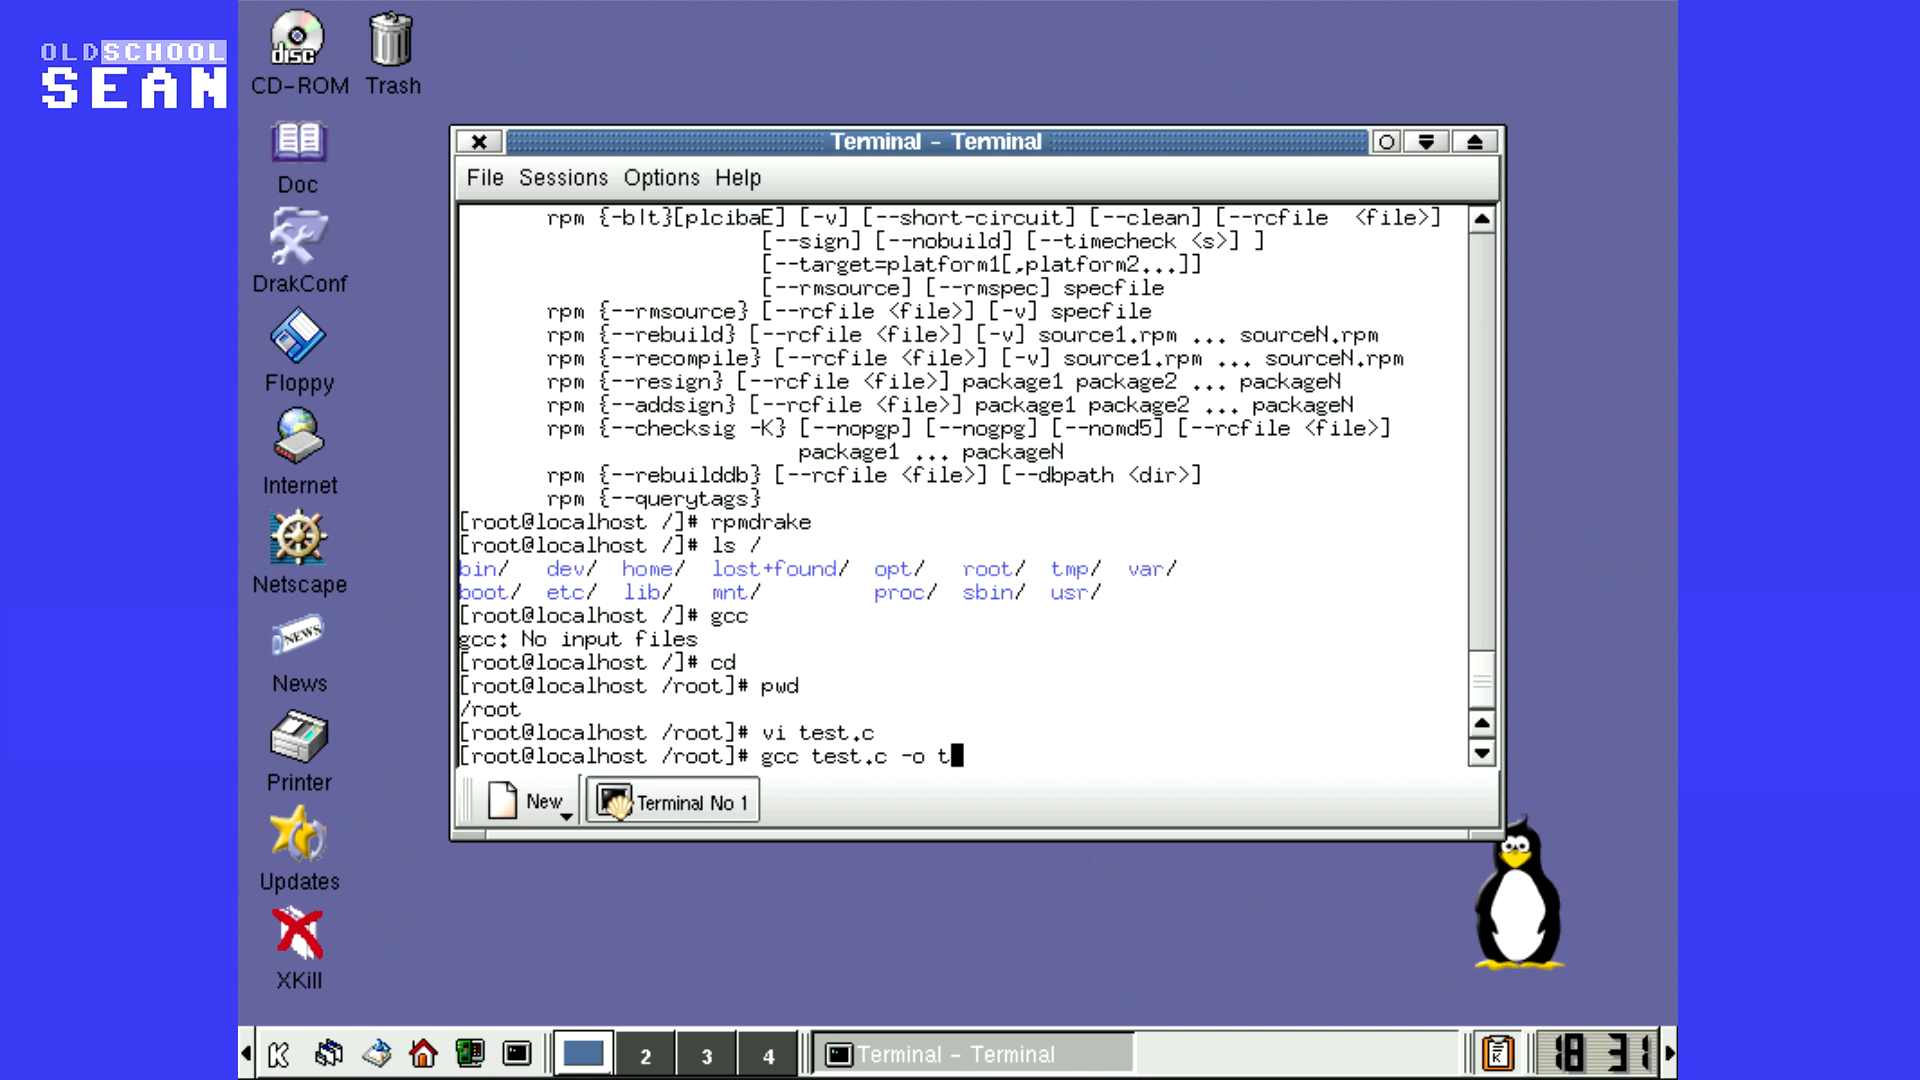 OLDSCHOOL
SEAN
disc
CD-ROM
Trash
Doc
DrakConf
Floppy
Internet
Netscape
NEWS
News
Printer
Updates
XKill
Terminal - Terminal
File Sessions Options Help
rpm {-b|t}[plcibaE] [-v] [--short-circuit] [--clean] [--rcfile  <file>]
[--sign] [--nobuild] [--timecheck <s>] ]
[--target=platform1[,platform2...]]
[--rmsource] [--rmspec] specfile
rpm {--rmsource} [--rcfile <file>] [-v] specfile
rpm {--rebuild} [--rcfile <file>] [-v] source1.rpm ... sourceN.rpm
rpm {--recompile} [--rcfile <file>] [-v] source1.rpm ... sourceN.rpm
rpm {--resign} [--rcfile <file>] package1 package2 ... packageN
rpm {--addsign} [--rcfile <file>] package1 package2 ... packageN
rpm {--checksig -K} [--nopgp] [--nogpg] [--nomd5] [--rcfile <file>]
package1 ... packageN
rpm {--rebuilddb} [--rcfile <file>] [--dbpath <dir>]
rpm {--querytags}
[root@localhost /]# rpmdrake
[root@localhost /]# ls /
bin/   dev/  home/  lost+found/  opt/   root/  tmp/  var/
boot/  etc/  lib/   mnt/         proc/  sbin/  usr/
[root@localhost /]# gcc
gcc: No input files
[root@localhost /]# cd
[root@localhost /root]# pwd
/root
[root@localhost /root]# vi test.c
[root@localhost /root]# gcc test.c -o t
New
Terminal No 1
K
2
3
4
Terminal - Terminal
K
18 31